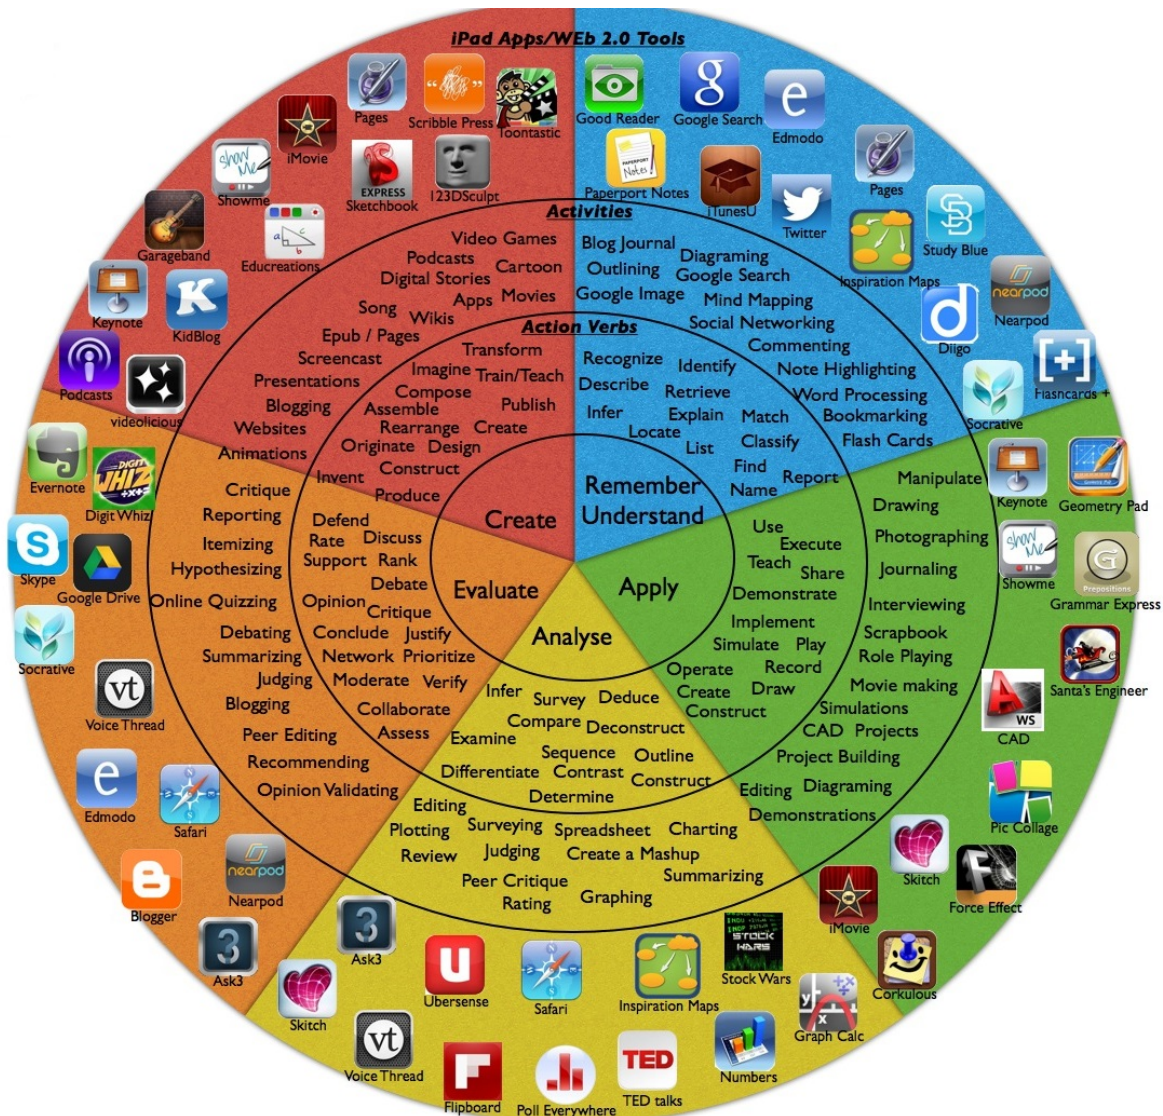 iPad Apps/WEb 2.0 Tools
Pages
Scribble Press
Toontastic
iMovie
Showme
EXPRESS
Sketchbook
123DSculpt
Garageband
Educreations
Keynote
KidBlog
Podcasts
videolicious
Good Reader
Google Search
Edmodo
PAPERPORT
Notes!
Paperport Notes
iTunesU
Twitter
Pages
Study Blue
Inspiration Maps
nearpod
Nearpod
Diigo
Socrative
Flashcards +
Activities
Video Games
Podcasts
Cartoon
Digital Stories
Apps
Movies
Song
Wikis
Epub / Pages
Screencast
Presentations
Blogging
Websites
Animations
Blog Journal
Diagraming
Outlining
Google Search
Google Image
Mind Mapping
Social Networking
Commenting
Note Highlighting
Word Processing
Bookmarking
Flash Cards
Action Verbs
Transform
Imagine
Train/Teach
Compose
Publish
Assemble
Rearrange
Create
Originate
Design
Construct
Invent
Produce
Recognize
Identify
Describe
Retrieve
Infer
Explain
Match
Locate
List
Classify
Find
Name
Report
Create
Remember
Understand
Evaluate
Apply
Analyse
Evernote
DIGIT
WHIZ
Digit Whiz
Skype
Google Drive
Socrative
vt
Voice Thread
Edmodo
Safari
Blogger
nearpod
Nearpod
3
Ask3
Critique
Reporting
Itemizing
Hypothesizing
Online Quizzing
Debating
Summarizing
Judging
Blogging
Peer Editing
Recommending
Opinion Validating
Defend
Rate
Discuss
Support
Rank
Debate
Opinion
Critique
Conclude
Justify
Network
Prioritize
Moderate
Verify
Collaborate
Assess
Use
Execute
Teach
Share
Demonstrate
Implement
Simulate
Play
Operate
Record
Create
Draw
Construct
Manipulate
Drawing
Photographing
Journaling
Interviewing
Scrapbook
Role Playing
Movie making
Simulations
CAD Projects
Project Building
Editing
Diagraming
Demonstrations
Keynote
Geometry Pad
Showme
Prepositions
Grammar Express
Santa's Engineer
WS
CAD
Pic Collage
Skitch
Force Effect
iMovie
Corkulous
Infer
Survey
Deduce
Compare
Deconstruct
Examine
Sequence
Outline
Differentiate
Contrast
Construct
Determine
Editing
Plotting
Surveying
Spreadsheet
Charting
Review
Judging
Create a Mashup
Summarizing
Peer Critique
Rating
Graphing
3
Ask3
Skitch
Ubersense
Safari
Inspiration Maps
STOCK
WARS
Stock Wars
Graph Calc
vt
Voice Thread
Flipboard
Poll Everywhere
TED
TED talks
Numbers